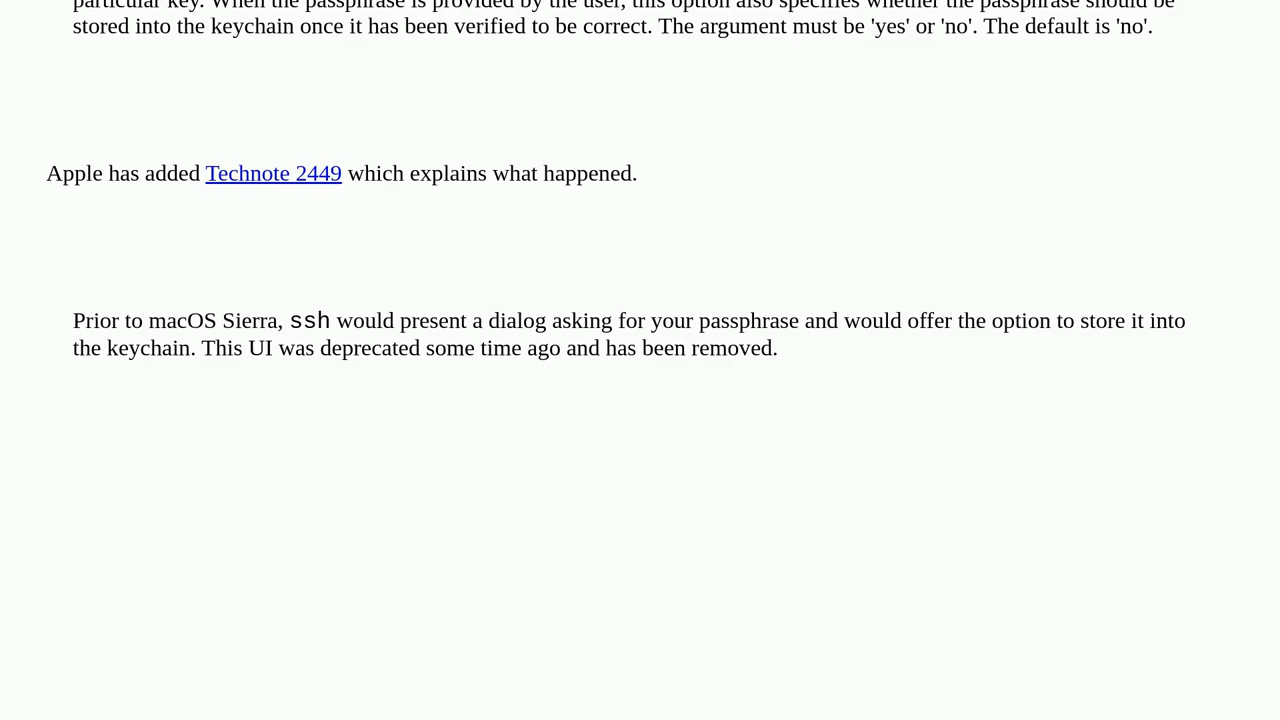 particular key. When the passphrase is provided by the user, this option also specifies whether the passphrase should be
stored into the keychain once it has been verified to be correct. The argument must be 'yes' or 'no'. The default is 'no'.
Apple has added Technote 2449 which explains what happened.
Prior to macOS Sierra, ssh would present a dialog asking for your passphrase and would offer the option to store it into
the keychain. This UI was deprecated some time ago and has been removed.